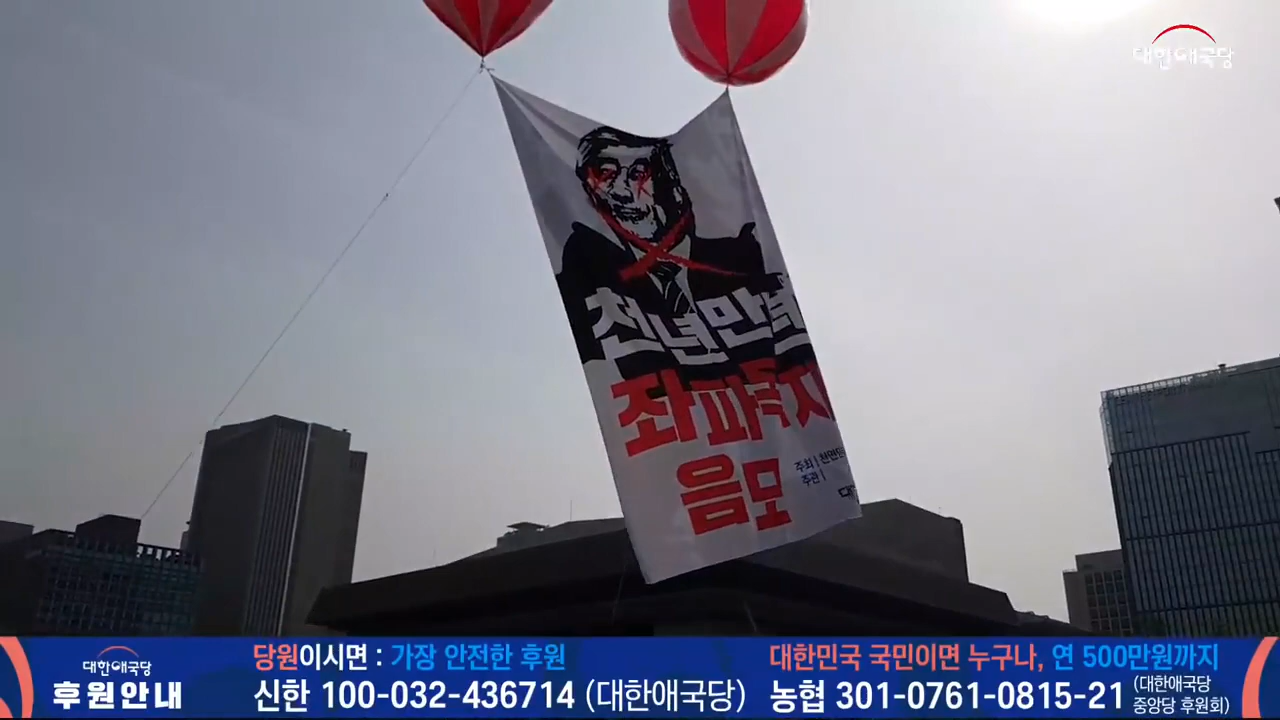 대한애국당
천년만년
좌파독재
음모
주최 | 천만인
주관 |
대한애국당
후원안내
당원이시면 : 가장 안전한 후원
신한 100-032-436714 (대한애국당)
대한민국 국민이면 누구나, 연 500만원까지
농협 301-0761-0815-21 (대한애국당
중앙당 후원회)